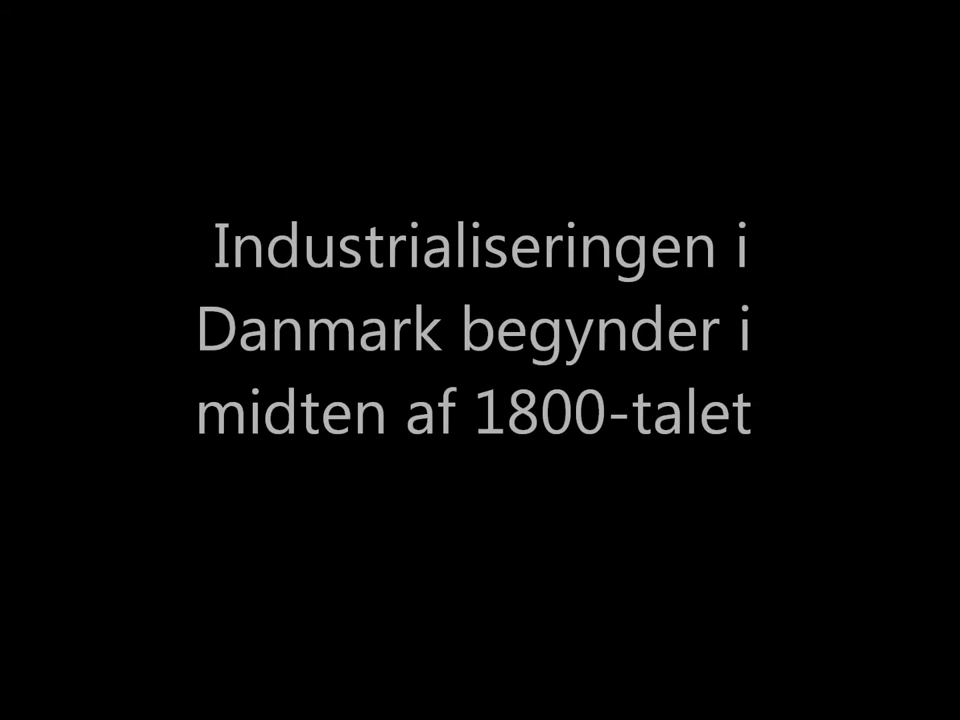 Industrialiseringen i
Danmark begynder i
midten af 1800-talet